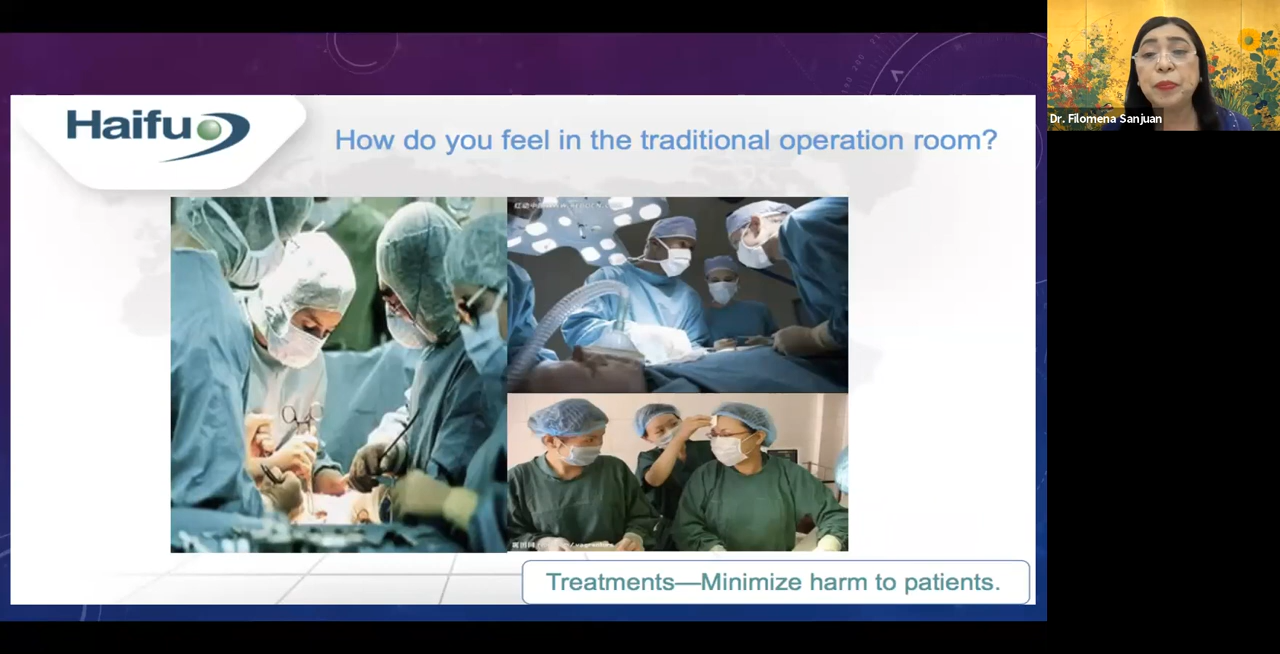 Haifu
How do you feel in the traditional operation room?
Treatments—Minimize harm to patients.
Dr. Filomena Sanjuan